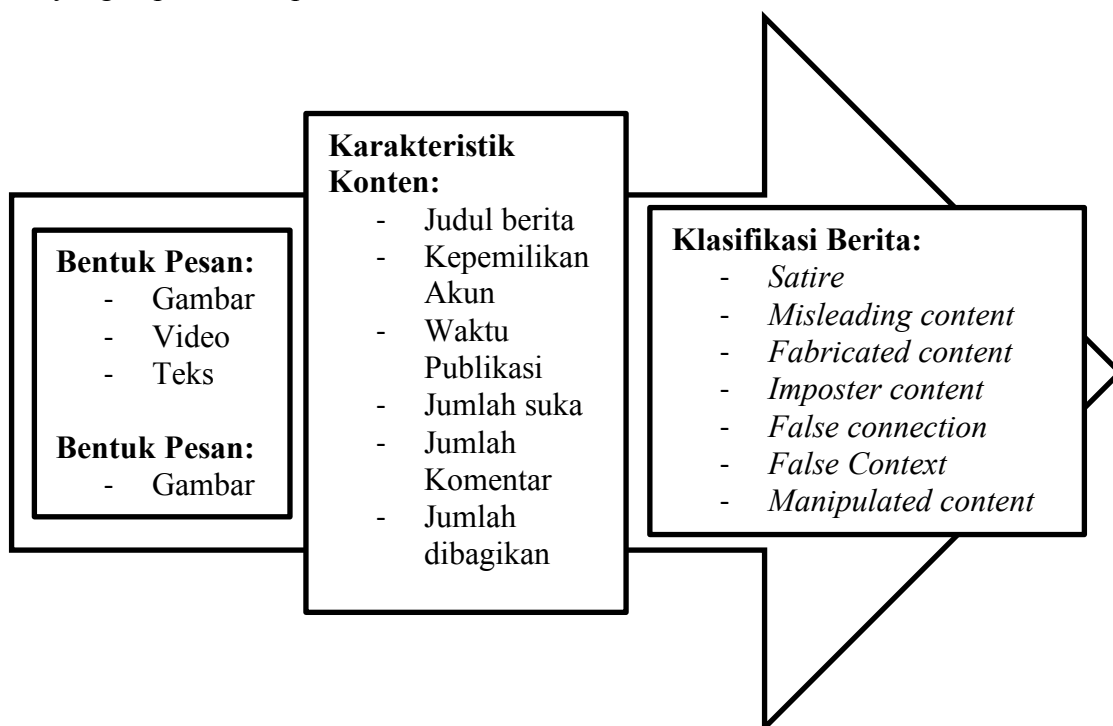 Bentuk Pesan:
- Gambar
- Video
- Teks
Bentuk Pesan:
- Gambar
Karakteristik
Konten:
- Judul berita
- Kepemilikan
Akun
- Waktu
Publikasi
- Jumlah suka
- Jumlah
Komentar
- Jumlah
dibagikan
Klasifikasi Berita:
- Satire
- Misleading content
- Fabricated content
- Imposter content
- False connection
- False Context
- Manipulated content